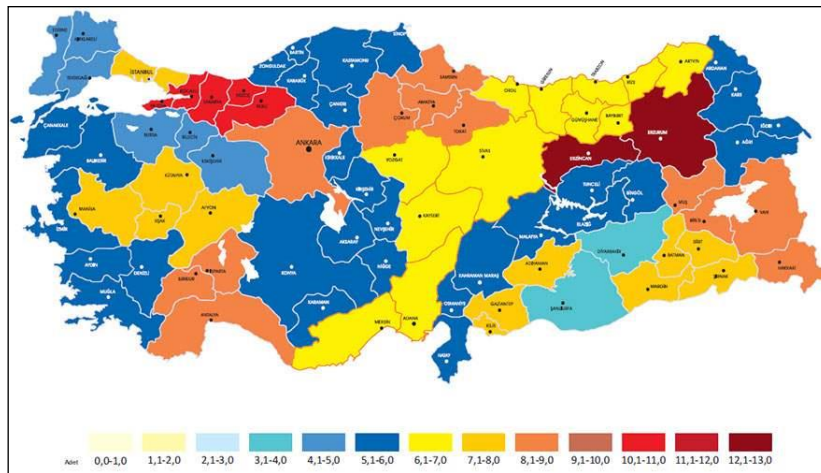 EDİRNE
KIRKLARELİ
TEKİRDAĞ
İSTANBUL
KOCAELİ
SAKARYA
DÜZCE
BOLU
ZONGULDAK
BARTIN
KARABÜK
KASTAMONU
SİNOP
ÇANKIRI
SAMSUN
AMASYA
ÇORUM
TOKAT
ORDU
GİRESUN
TRABZON
RİZE
ARTVİN
ARDAHAN
KARS
IĞDIR
AĞRI
GÜMÜŞHANE
BAYBURT
ERZURUM
ERZİNCAN
ÇANAKKALE
BALIKESİR
BURSA
BİLECİK
ESKİŞEHİR
ANKARA
KIRIKKALE
YOZGAT
SİVAS
KÜTAHYA
MANİSA
UŞAK
AFYON
İZMİR
AYDIN
DENİZLİ
MUĞLA
BURDUR
ISPARTA
ANTALYA
KONYA
KARAMAN
AKSARAY
KIRŞEHİR
NEVŞEHİR
NİĞDE
KAYSERİ
MERSİN
ADANA
TUNCELİ
BİNGÖL
ELAZIĞ
MALATYA
KAHRAMAN MARAŞ
OSMANİYE
HATAY
GAZİANTEP
KİLİS
ADIYAMAN
ŞANLIURFA
DİYARBAKIR
MARDİN
BATMAN
SİİRT
ŞIRNAK
MUŞ
BİTLİS
VAN
HAKKARİ
Adet 0,0-1,0 1,1-2,0 2,1-3,0 3,1-4,0 4,1-5,0 5,1-6,0 6,1-7,0 7,1-8,0 8,1-9,0 9,1-10,0 10,1-11,0 11,1-12,0 12,1-13,0